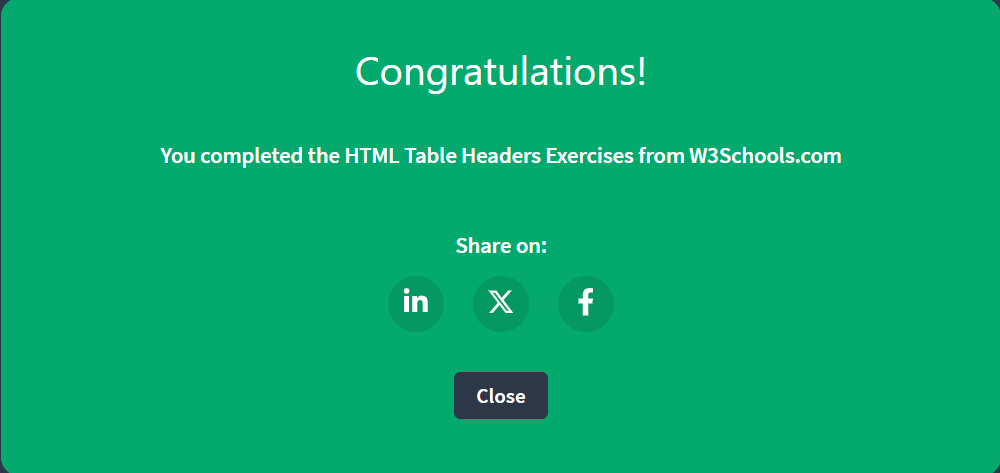 Congratulations!
You completed the HTML Table Headers Exercises from W3Schools.com
Share on:
in X f
Close